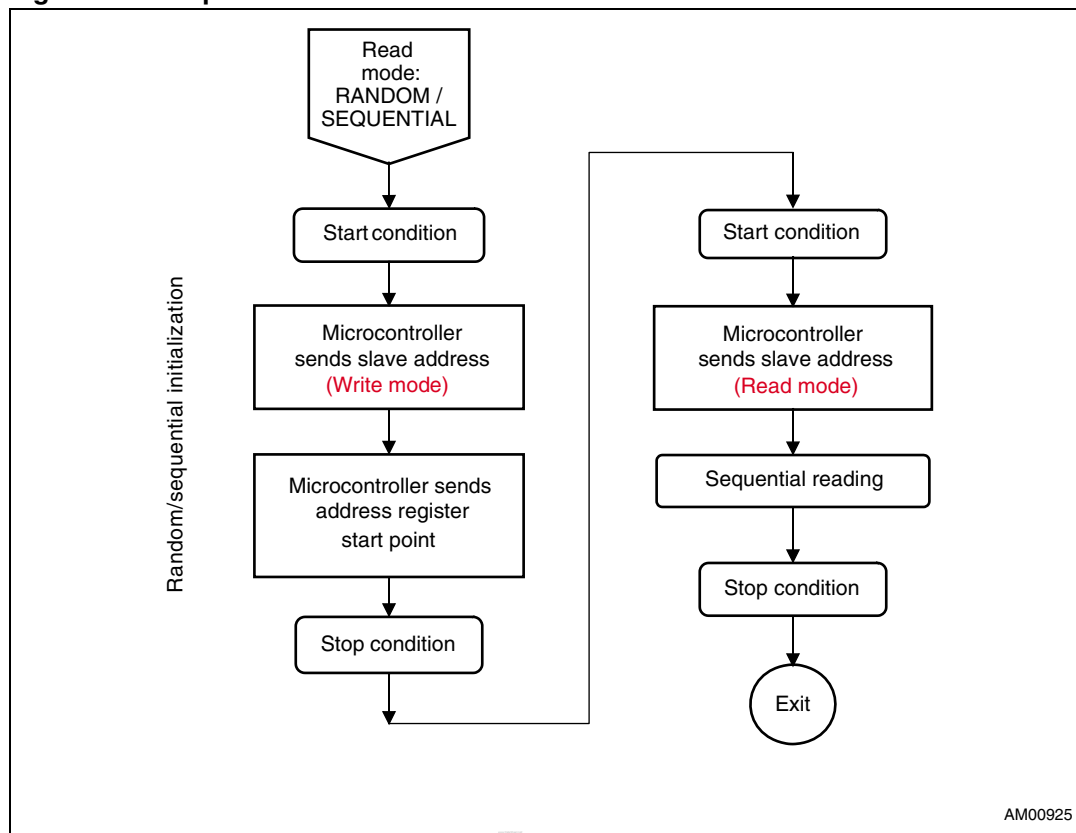 Read
mode:
RANDOM /
SEQUENTIAL
Start condition
Microcontroller
sends slave address
(Write mode)
Microcontroller sends
address register
start point
Stop condition
Random/sequential initialization
Start condition
Microcontroller
sends slave address
(Read mode)
Sequential reading
Stop condition
Exit
AM00925